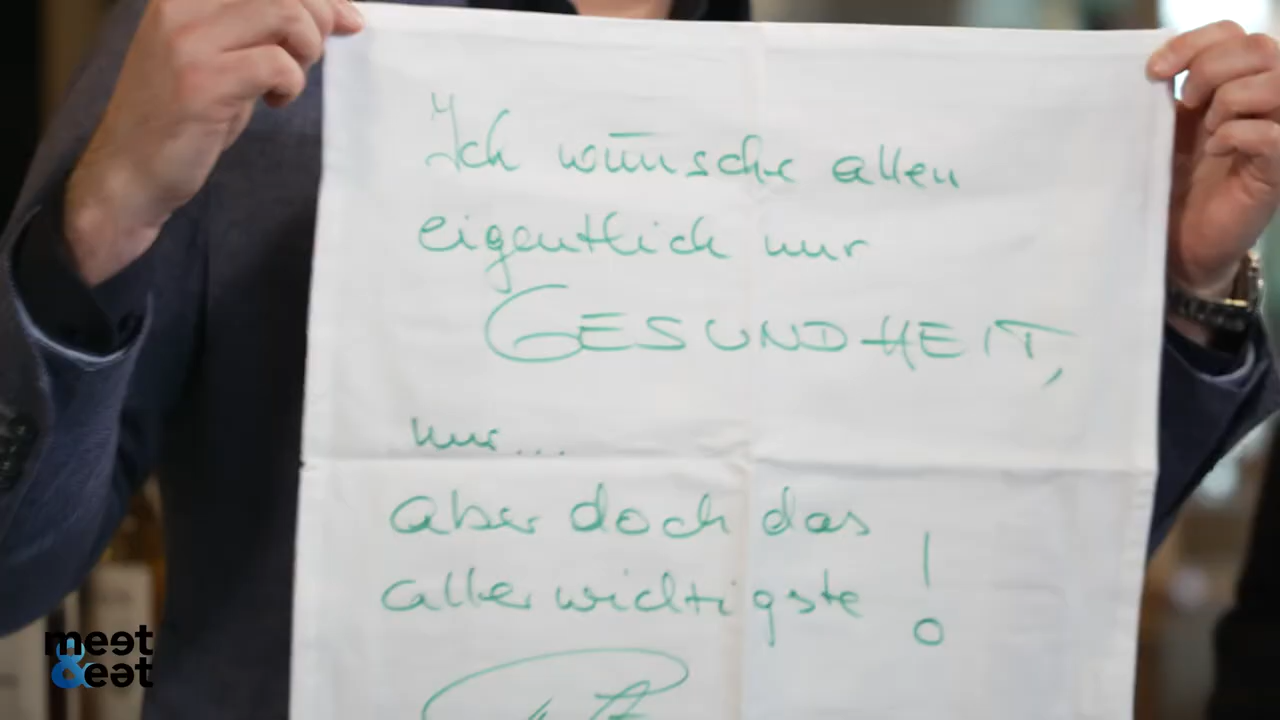 Ich wünsche allen
eigentlich nur
GESUNDHEIT,
nur...
aber doch das
allerwichtigste!
meet
&eat